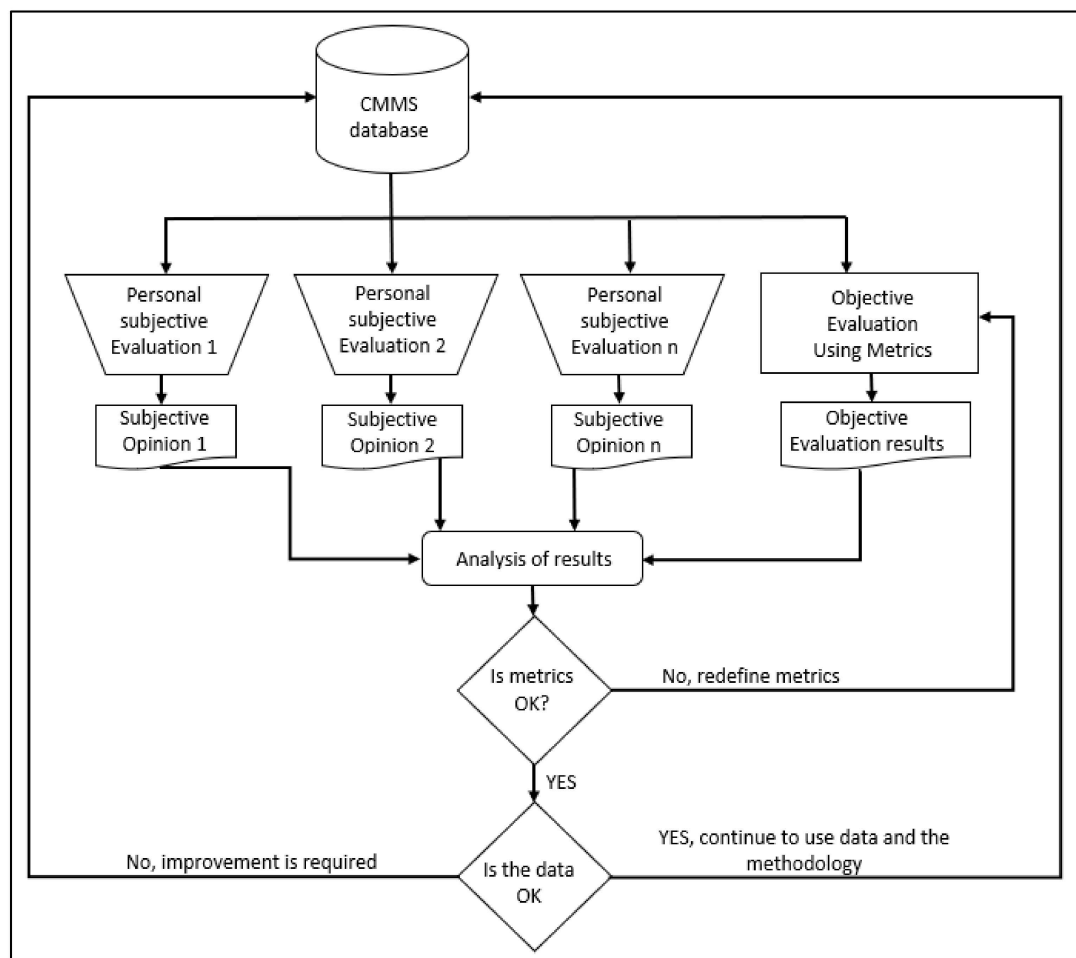 CMMS
database
Personal
subjective
Evaluation 1
Personal
subjective
Evaluation 2
Personal
subjective
Evaluation n
Objective
Evaluation
Using Metrics
Subjective
Opinion 1
Subjective
Opinion 2
Subjective
Opinion n
Objective
Evaluation results
Analysis of results
Is metrics
OK?
No, redefine metrics
YES
Is the data
OK
No, improvement is required
YES, continue to use data and the
methodology